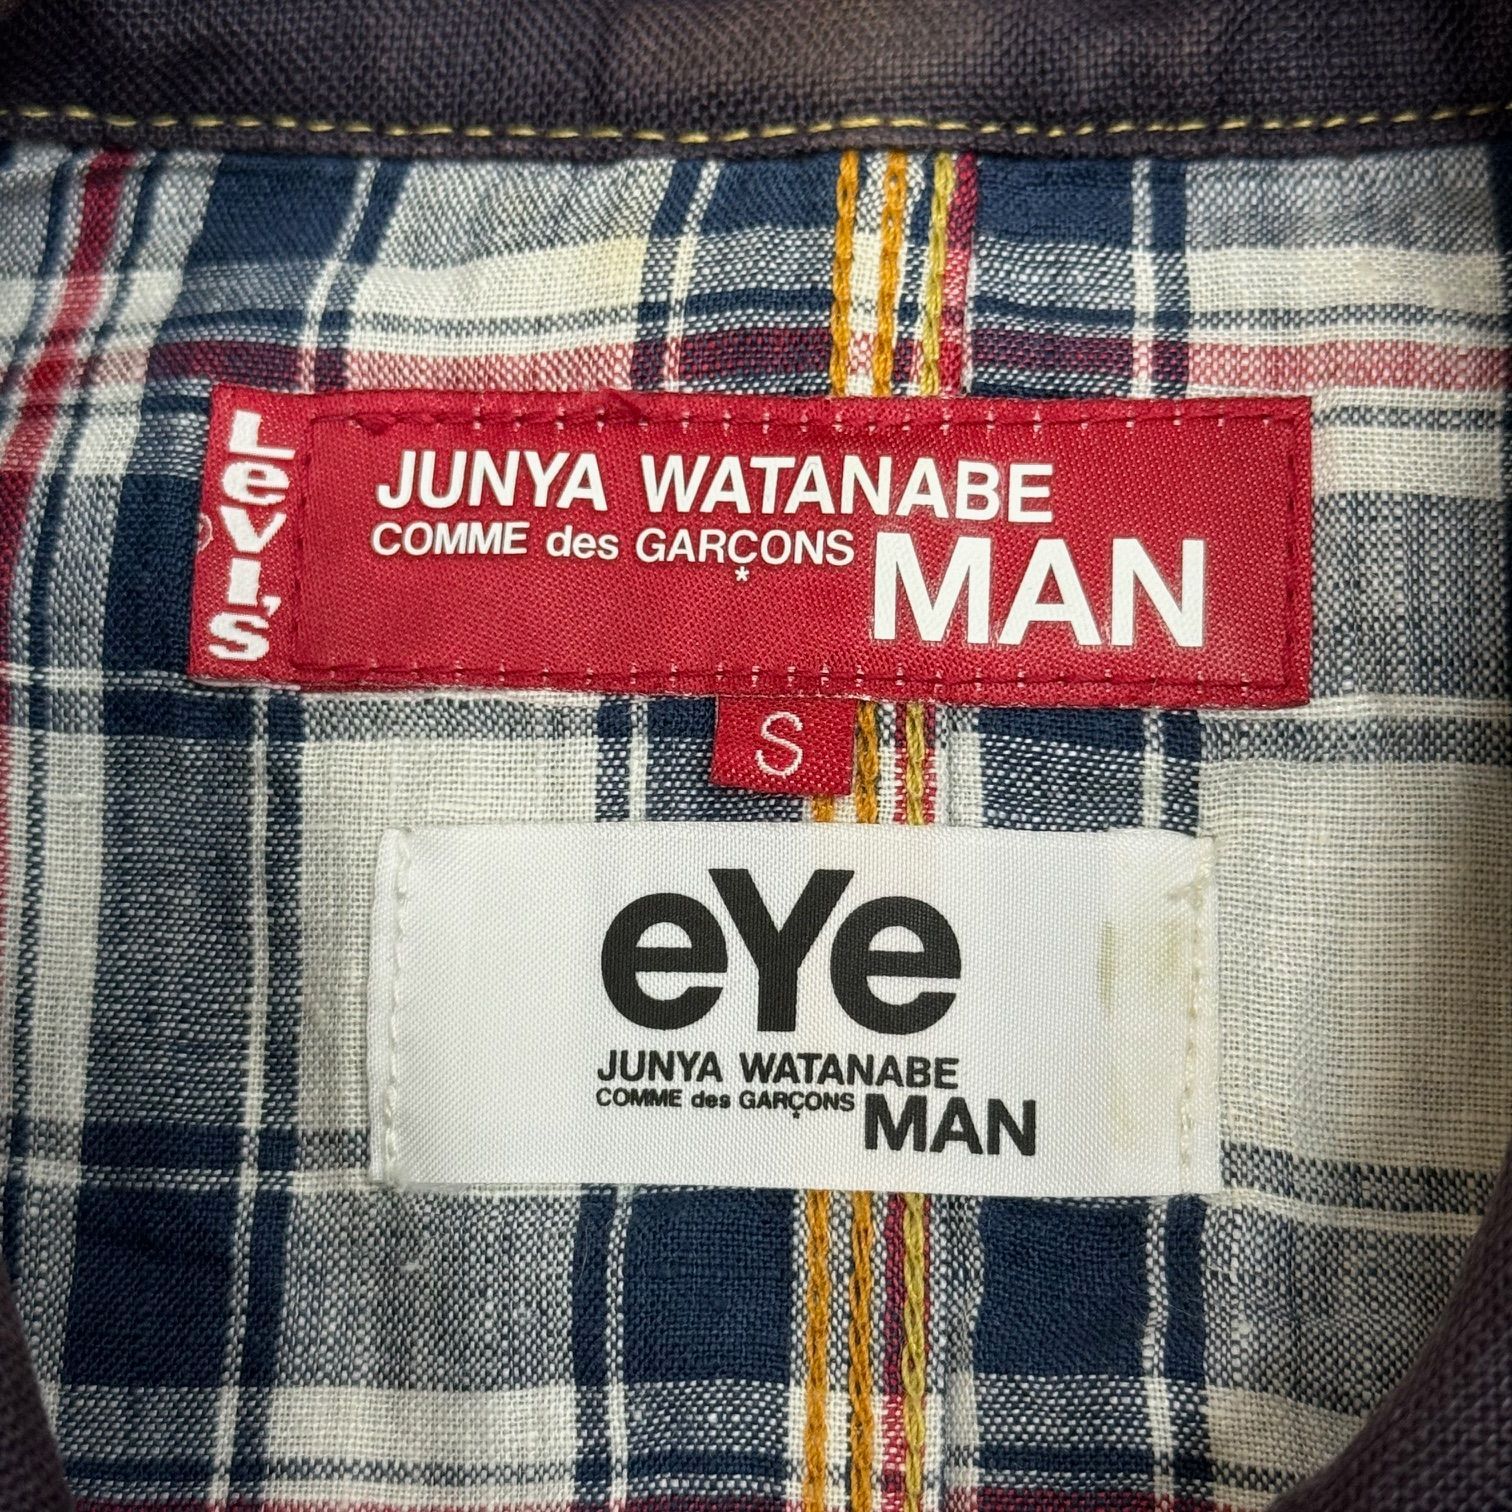 Levi's
JUNYA WATANABE
COMME des GARÇONS
*
MAN
S
eYe
JUNYA WATANABE
COMME des GARÇONS
MAN